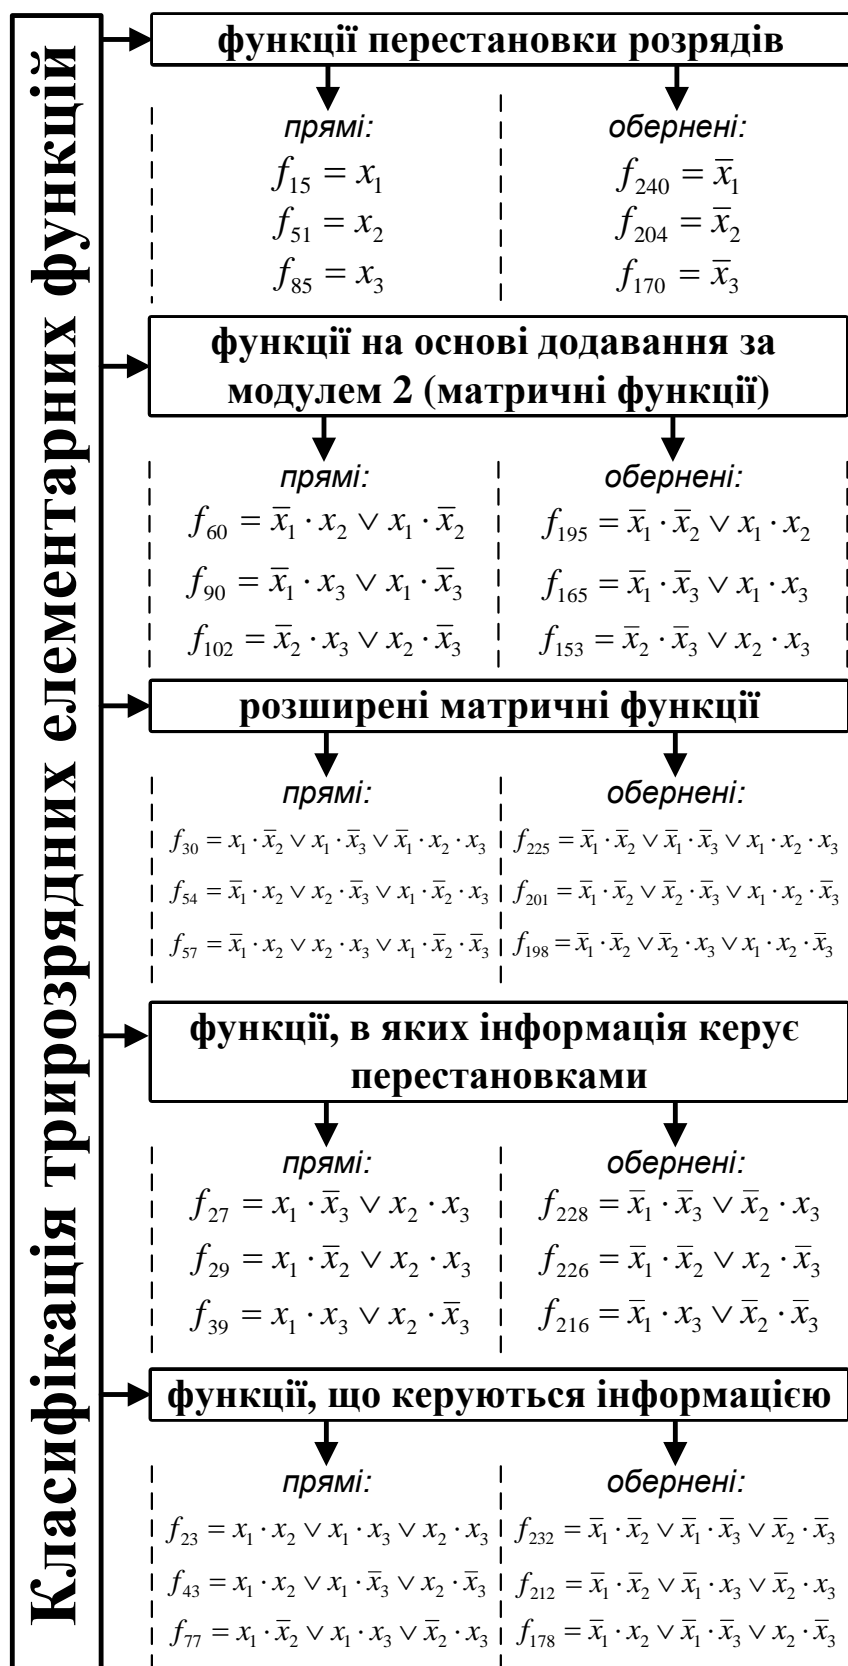 Класифікація трирозрядних елементарних функцій
функції перестановки розрядів
прямі:
f₁₅ = x₁
f₅₁ = x₂
f₈₅ = x₃
обернені:
f₂₄₀ = x̅₁
f₂₀₄ = x̅₂
f₁₇₀ = x̅₃
функції на основі додавання за
модулем 2 (матричні функції)
прямі:
f₆₀ = x̅₁ · x₂ ∨ x₁ · x̅₂
f₉₀ = x̅₁ · x₃ ∨ x₁ · x̅₃
f₁₀₂ = x̅₂ · x₃ ∨ x₂ · x̅₃
обернені:
f₁₉₅ = x̅₁ · x̅₂ ∨ x₁ · x₂
f₁₆₅ = x̅₁ · x̅₃ ∨ x₁ · x₃
f₁₅₃ = x̅₂ · x̅₃ ∨ x₂ · x₃
розширені матричні функції
прямі:
f₃₀ = x₁ · x̅₂ ∨ x₁ · x̅₃ ∨ x̅₁ · x₂ · x₃
f₅₄ = x̅₁ · x₂ ∨ x₂ · x̅₃ ∨ x₁ · x̅₂ · x₃
f₅₇ = x̅₁ · x₂ ∨ x₂ · x₃ ∨ x₁ · x̅₂ · x̅₃
обернені:
f₂₂₅ = x̅₁ · x̅₂ ∨ x̅₁ · x̅₃ ∨ x₁ · x₂ · x₃
f₂₀₁ = x̅₁ · x̅₂ ∨ x̅₂ · x̅₃ ∨ x₁ · x₂ · x̅₃
f₁₉₈ = x̅₁ · x̅₂ ∨ x̅₂ · x₃ ∨ x₁ · x₂ · x̅₃
функції, в яких інформація керує
перестановками
прямі:
f₂₇ = x₁ · x̅₃ ∨ x₂ · x₃
f₂₉ = x₁ · x̅₂ ∨ x₂ · x₃
f₃₉ = x₁ · x₃ ∨ x₂ · x̅₃
обернені:
f₂₂₈ = x̅₁ · x̅₃ ∨ x̅₂ · x₃
f₂₂₆ = x̅₁ · x̅₂ ∨ x₂ · x̅₃
f₂₁₆ = x̅₁ · x₃ ∨ x̅₂ · x̅₃
функції, що керуються інформацією
прямі:
f₂₃ = x₁ · x₂ ∨ x₁ · x₃ ∨ x₂ · x₃
f₄₃ = x₁ · x₂ ∨ x₁ · x̅₃ ∨ x₂ · x̅₃
f₇₇ = x₁ · x̅₂ ∨ x₁ · x₃ ∨ x̅₂ · x₃
обернені:
f₂₃₂ = x̅₁ · x̅₂ ∨ x̅₁ · x̅₃ ∨ x̅₂ · x̅₃
f₂₁₂ = x̅₁ · x̅₂ ∨ x̅₁ · x₃ ∨ x̅₂ · x₃
f₁₇₈ = x̅₁ · x₂ ∨ x̅₁ · x̅₃ ∨ x₂ · x̅₃